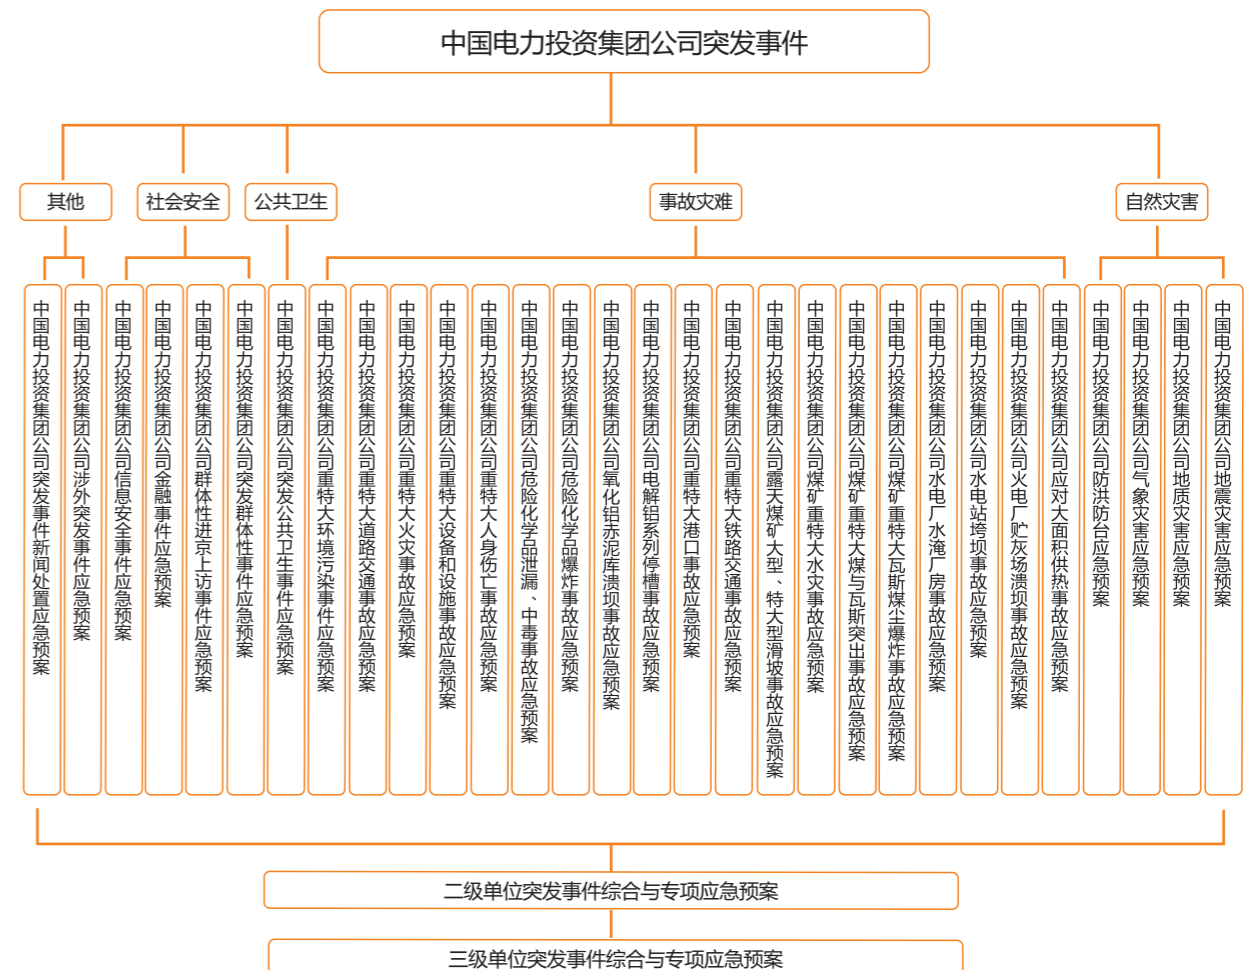 中国电力投资集团公司突发事件
其他
社会安全
公共卫生
事故灾难
自然灾害
中国电力投资集团公司突发事件新闻处置应急预案
中国电力投资集团公司涉外突发事件应急预案
中国电力投资集团公司信息安全事件应急预案
中国电力投资集团公司金融事件应急预案
中国电力投资集团公司群体性进京上访事件应急预案
中国电力投资集团公司突发群体性事件应急预案
中国电力投资集团公司突发公共卫生事件应急预案
中国电力投资集团公司重特大环境污染事件应急预案
中国电力投资集团公司重特大道路交通事故应急预案
中国电力投资集团公司重特大火灾事故应急预案
中国电力投资集团公司重特大设备和设施事故应急预案
中国电力投资集团公司重特大人身伤亡事故应急预案
中国电力投资集团公司危险化学品泄漏、中毒事故应急预案
中国电力投资集团公司危险化学品爆炸事故应急预案
中国电力投资集团公司氧化铝赤泥库溃坝事故应急预案
中国电力投资集团公司电解铝系列停槽事故应急预案
中国电力投资集团公司重特大港口事故应急预案
中国电力投资集团公司重特大铁路交通事故应急预案
中国电力投资集团公司露天煤矿大型、特大型滑坡事故应急预案
中国电力投资集团公司煤矿重特大水灾事故应急预案
中国电力投资集团公司煤矿重特大煤与瓦斯突出事故应急预案
中国电力投资集团公司煤矿重特大瓦斯煤尘爆炸事故应急预案
中国电力投资集团公司水电厂水淹厂房事故应急预案
中国电力投资集团公司水电站垮坝事故应急预案
中国电力投资集团公司火电厂贮灰场溃坝事故应急预案
中国电力投资集团公司应对大面积供热事故应急预案
中国电力投资集团公司防洪防台应急预案
中国电力投资集团公司气象灾害应急预案
中国电力投资集团公司地质灾害应急预案
中国电力投资集团公司地震灾害应急预案
二级单位突发事件综合与专项应急预案
三级单位突发事件综合与专项应急预案